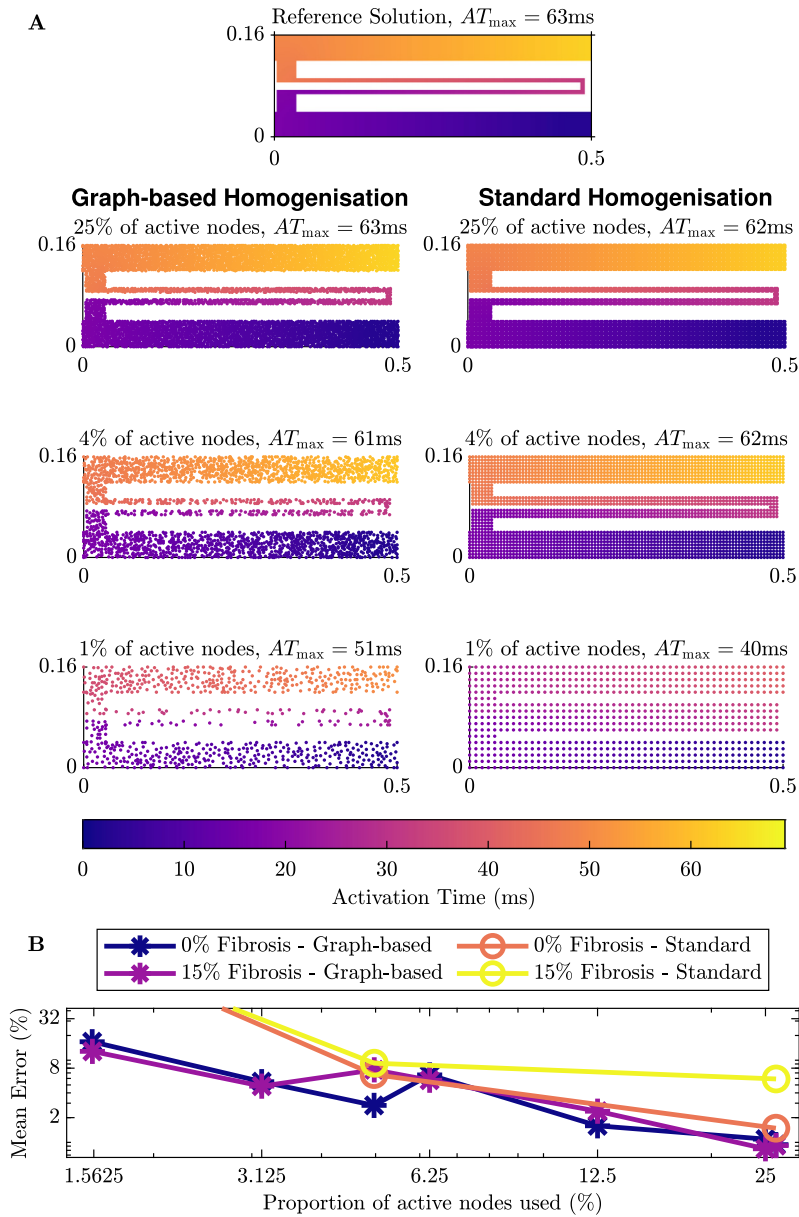 A
Reference Solution, AT_max = 63ms
0.16
0
0
0.5
Graph-based Homogenisation
25% of active nodes, AT_max = 63ms
0.16
0
0
0.5
Standard Homogenisation
25% of active nodes, AT_max = 62ms
0.16
0
0
0.5
4% of active nodes, AT_max = 61ms
0.16
0
0
0.5
4% of active nodes, AT_max = 62ms
0.16
0
0
0.5
1% of active nodes, AT_max = 51ms
0.16
0
0
0.5
1% of active nodes, AT_max = 40ms
0.16
0
0
0.5
0 10 20 30 40 50 60
Activation Time (ms)
B
0% Fibrosis - Graph-based
0% Fibrosis - Standard
15% Fibrosis - Graph-based
15% Fibrosis - Standard
Mean Error (%)
32
8
2
1.5625 3.125 6.25 12.5 25
Proportion of active nodes used (%)